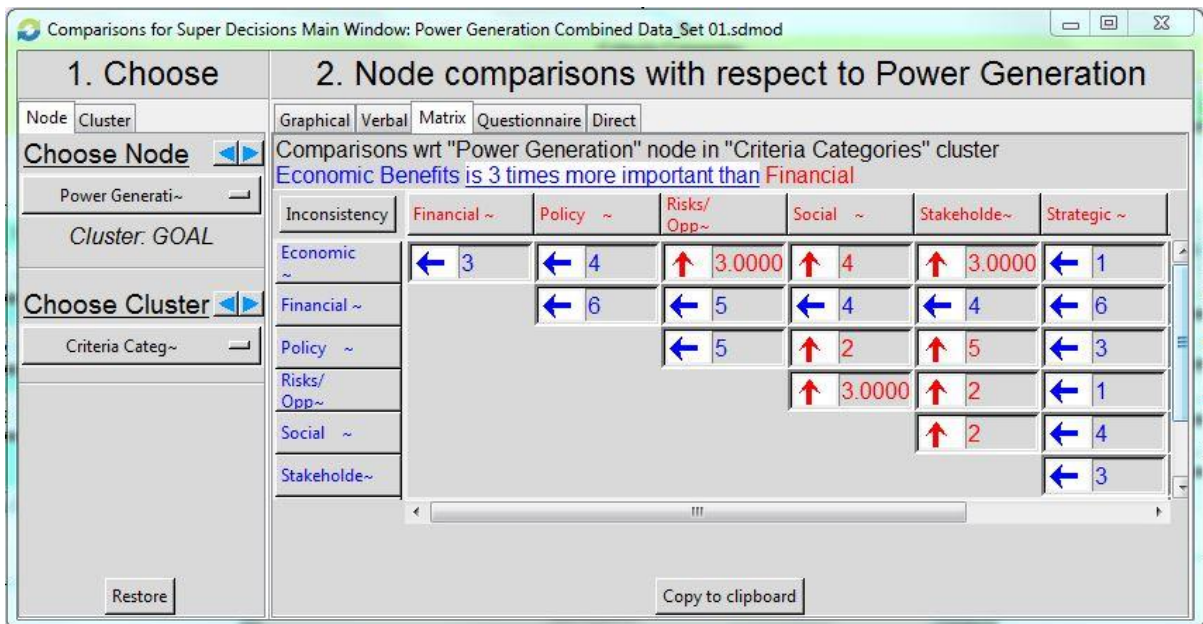 Comparisons for Super Decisions Main Window: Power Generation Combined Data_Set 01.sdmod
1. Choose
2. Node comparisons with respect to Power Generation
Node Cluster
Graphical Verbal Matrix Questionnaire Direct
Choose Node
Comparisons wrt "Power Generation" node in "Criteria Categories" cluster
Economic Benefits is 3 times more important than Financial
Power Generati~
Cluster: GOAL
Choose Cluster
Criteria Categ~
Restore
Inconsistency Financial ~ Policy ~ Risks/ Opp~ Social ~ Stakeholde~ Strategic ~
Economic ~ 3 4 3.0000 4 3.0000 1
Financial ~ 6 5 4 4 6
Policy ~ 5 2 5 3
Risks/ Opp~ 3.0000 2 1
Social ~ 2 4
Stakeholde~ 3
Copy to clipboard